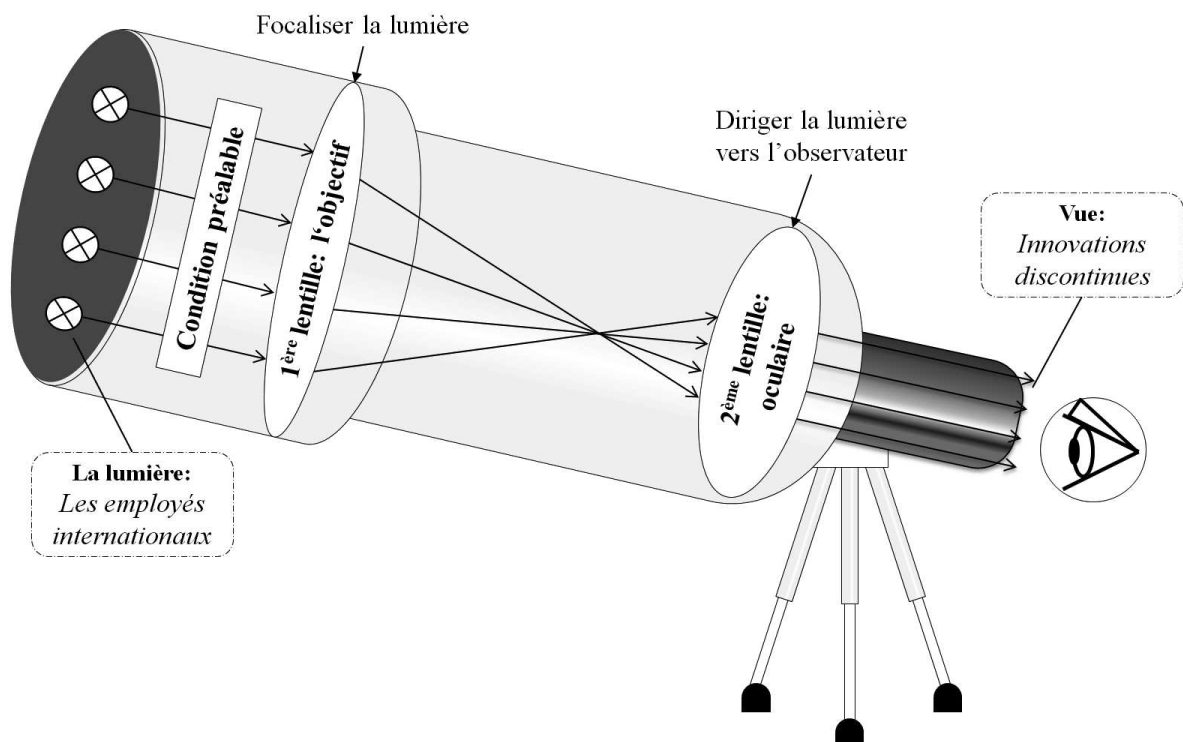 Focaliser la lumière
Diriger la lumière
vers l’observateur
Condition préalable
1ère lentille: l‘objectif
2ème lentille:
oculaire
Vue:
Innovations
discontinues
La lumière:
Les employés
internationaux